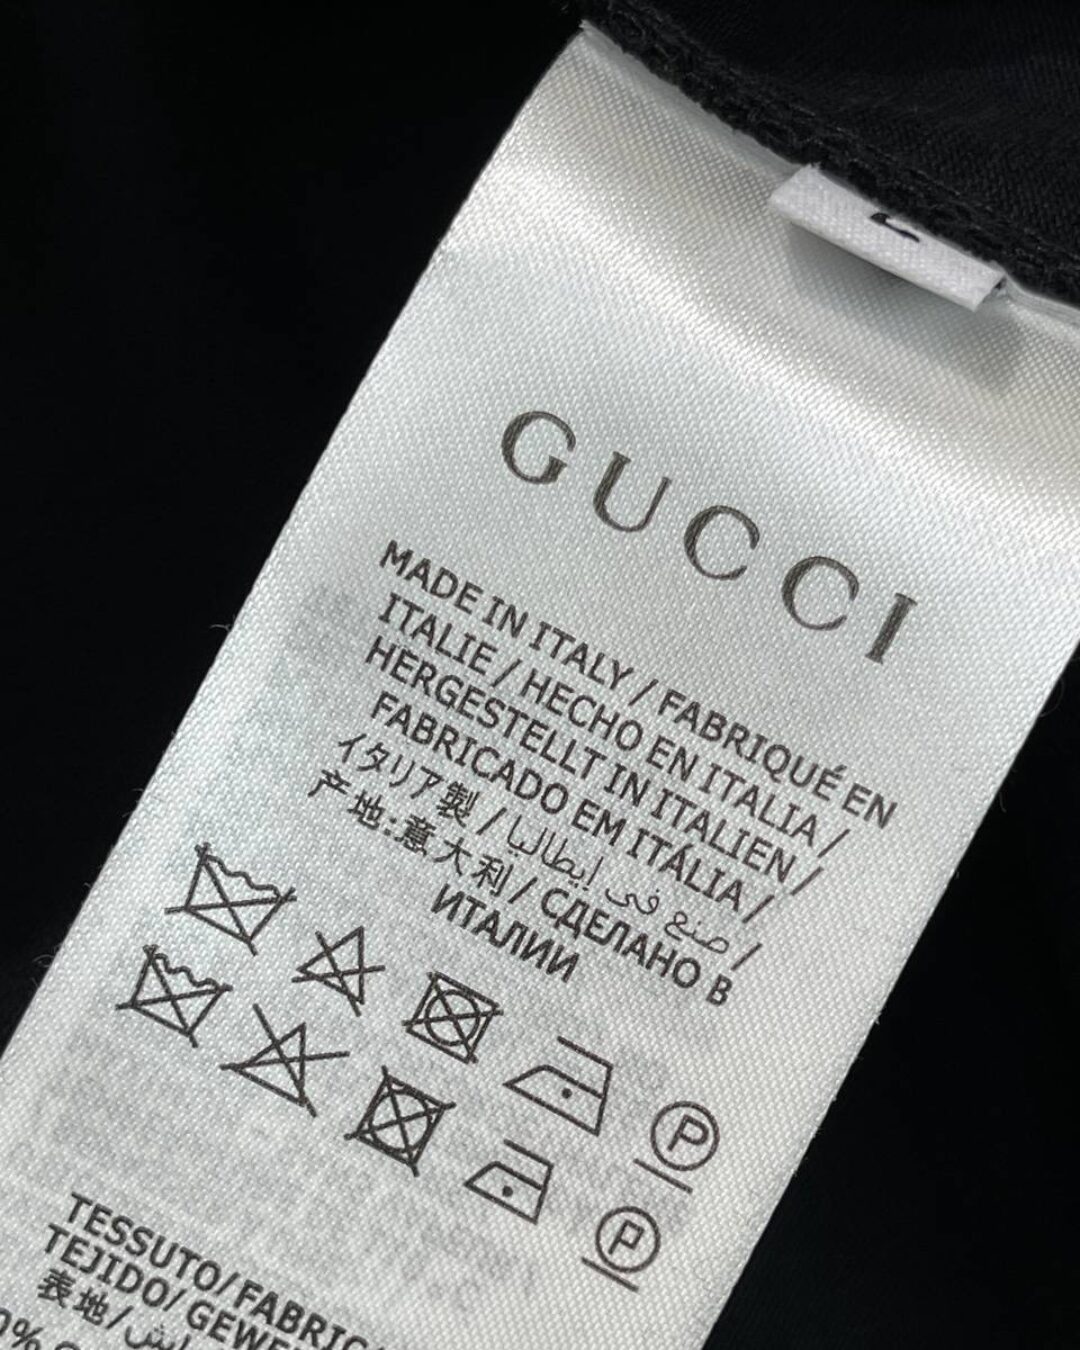 GUCCI
MADE IN ITALY / FABRIQUÉ EN
ITALIE / HECHO EN ITALIA /
HERGESTELLT IN ITALIEN /
FABRICADO EM ITÁLIA /
イタリア製 / صنع في إيطاليا /
产地:意大利 / СДЕЛАНО В
ИТАЛИИ
P
P
TESSUTO/FABRIC/
TEJIDO/
表地/